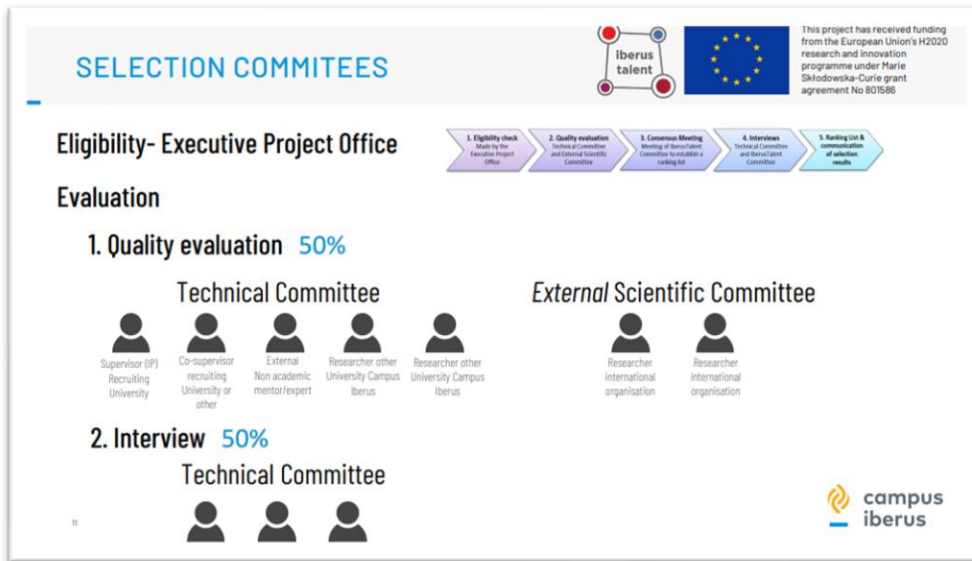 SELECTION COMMITEES
iberus
talent
This project has received funding
from the European Union's H2020
research and innovation
programme under Marie
Skłodowska-Curie grant
agreement No 801586
Eligibility- Executive Project Office
1. Eligibility check
Made by the
Executive Project
Office
2. Quality evaluation
Technical Committee
and External Scientific
Committee
3. Consensus Meeting
Meeting of IberusTalent
Committee to establish a
ranking list
4. Interviews
Technical Committee
and IberusTalent
Committee
5. Ranking List &
communication
of selection
results
Evaluation
1. Quality evaluation 50%
Technical Committee
External Scientific Committee
Supervisor (IP)
Recruiting
University
Co-supervisor
recruiting
University or
other
External
Non academic
mentor/expert
Researcher other
University Campus
Iberus
Researcher other
University Campus
Iberus
Researcher
international
organisation
Researcher
international
organisation
2. Interview 50%
Technical Committee
11
campus
iberus